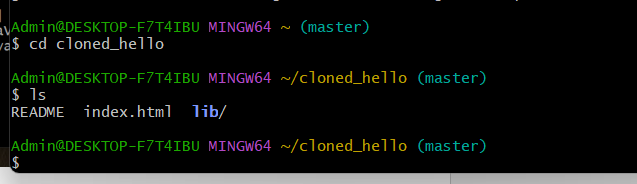 Admin@DESKTOP-F7T4IBU MINGW64 ~ (master)
$ cd cloned_hello
Admin@DESKTOP-F7T4IBU MINGW64 ~/cloned_hello (master)
$ ls
README  index.html  lib/
Admin@DESKTOP-F7T4IBU MINGW64 ~/cloned_hello (master)
$